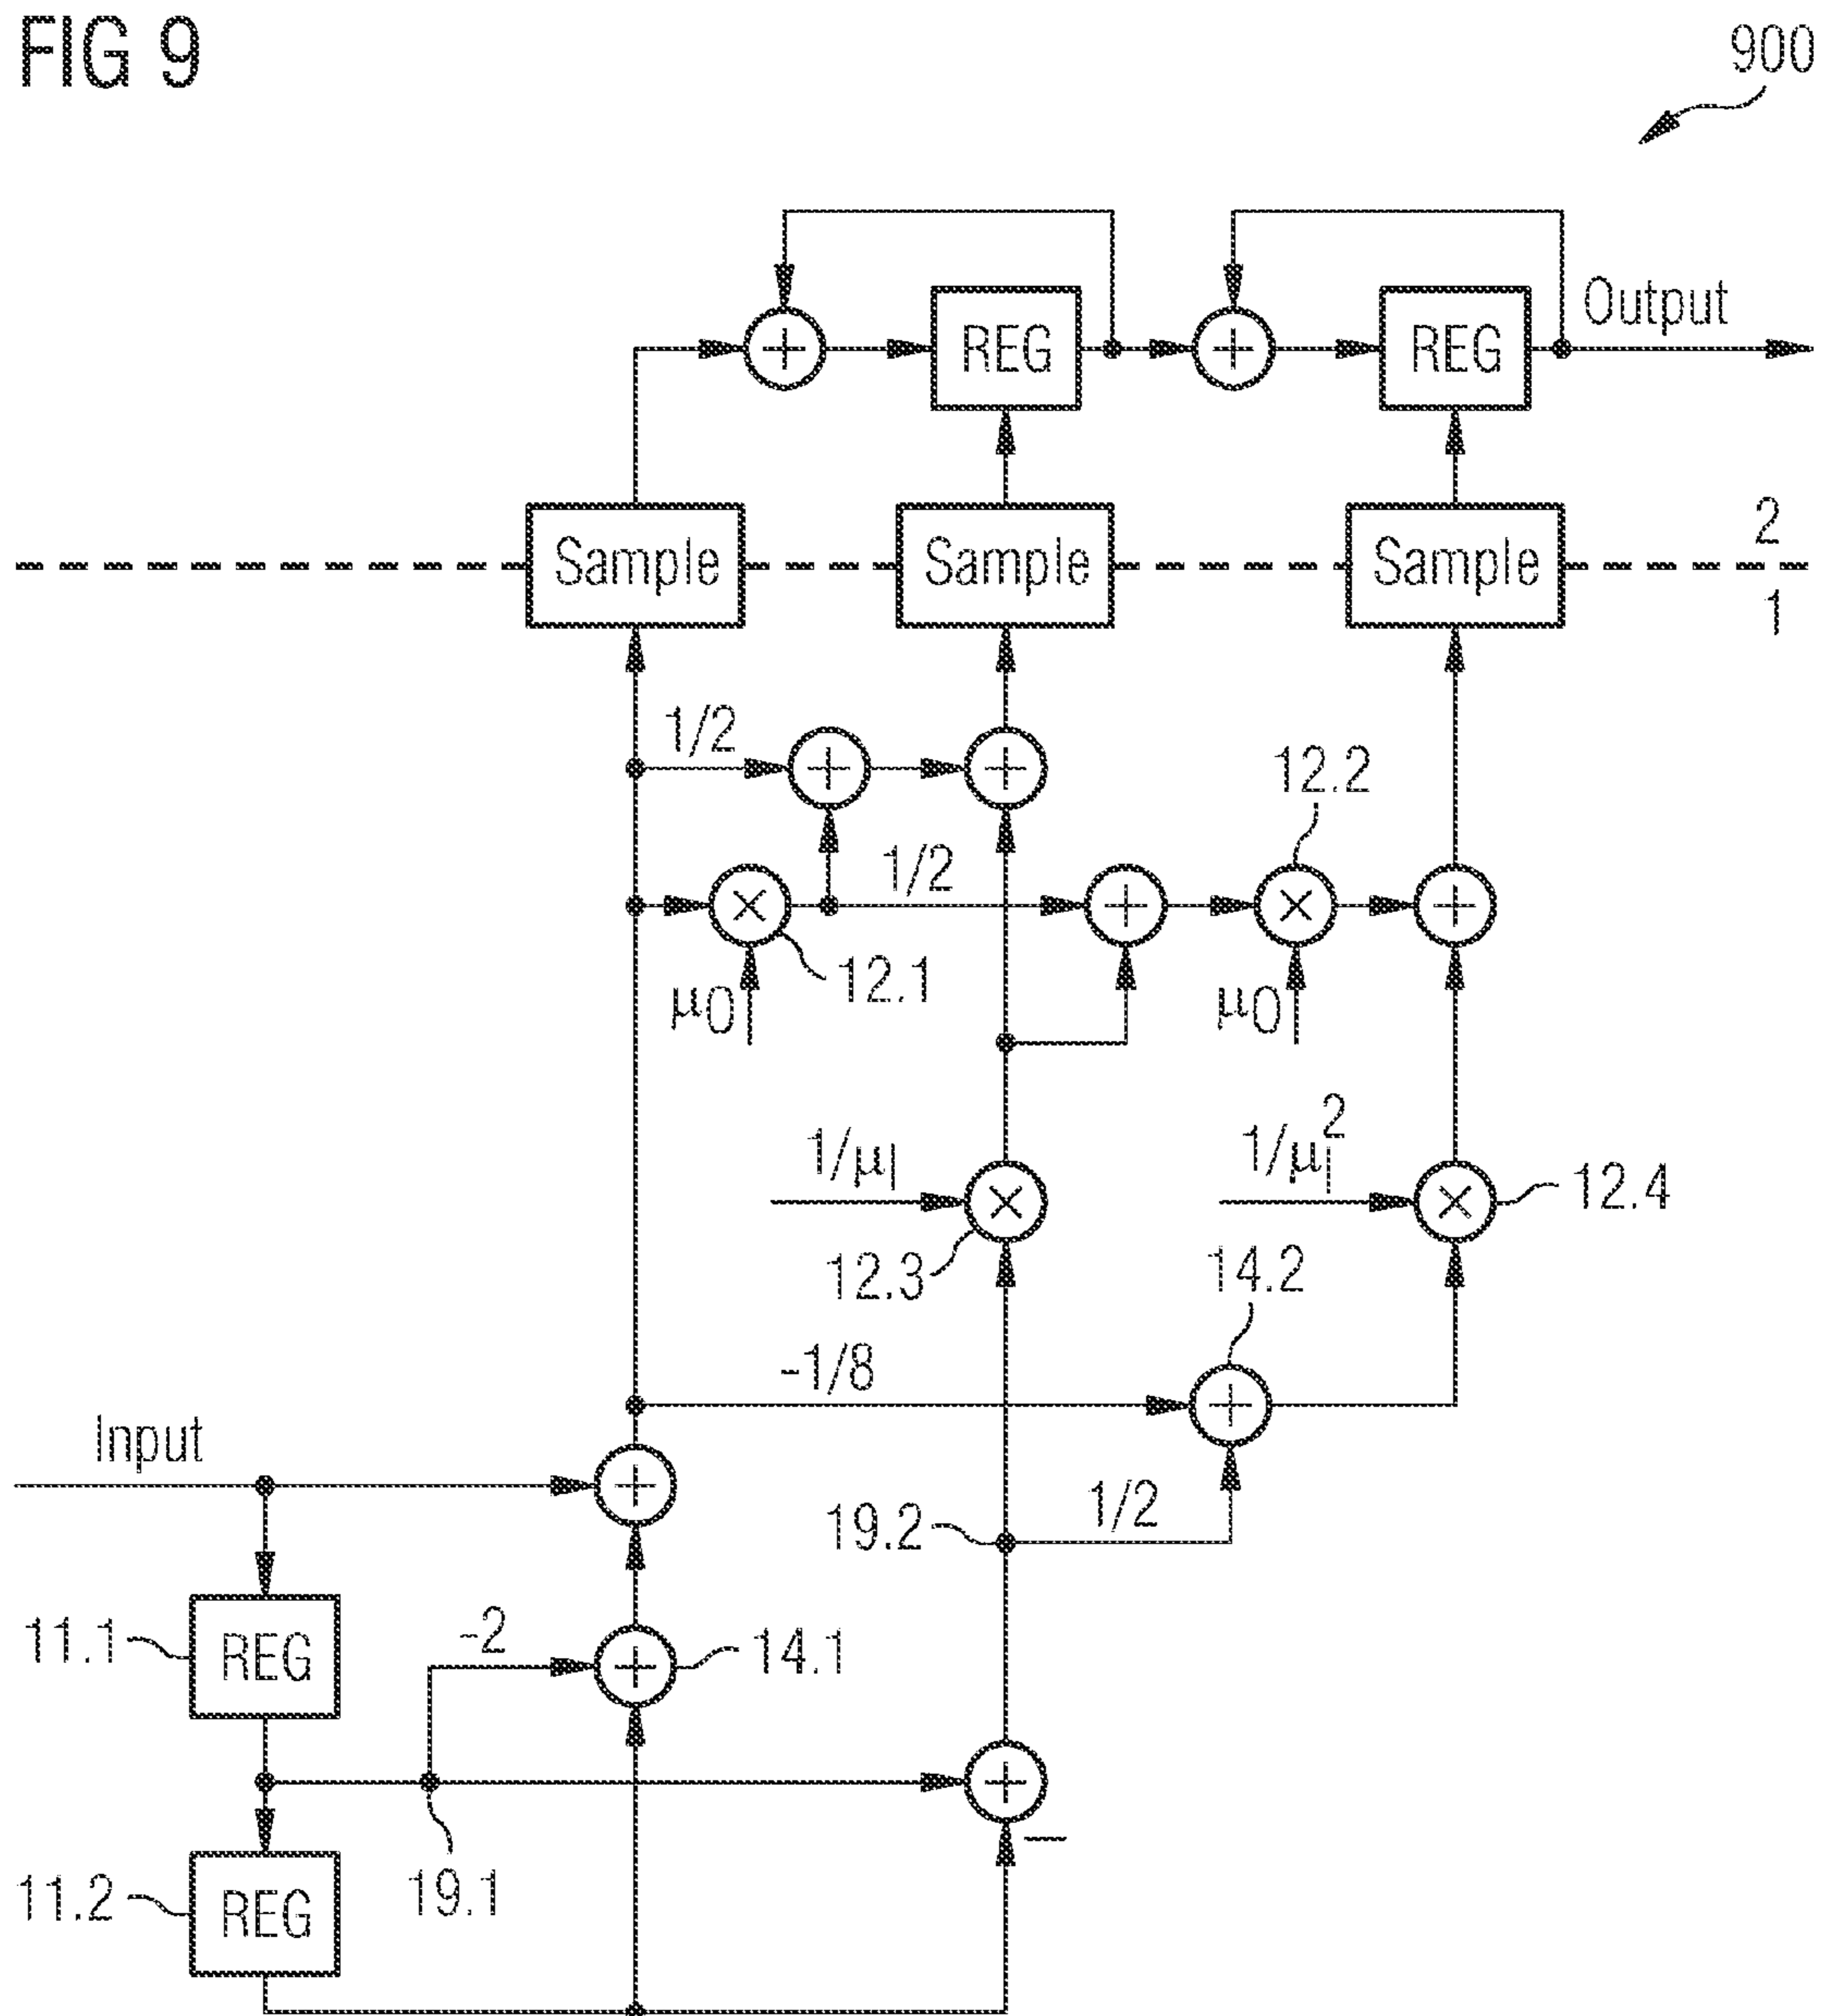 FIG 9
900
Output
+
REG
+
REG
Sample
Sample
Sample
2
1
1/2
+
+
12.2
1/2
×
+
×
+
μ0
12.1
μ0
1/μI
×
12.3
1/μI²
×
12.4
14.2
-1/8
+
Input
+
19.2
1/2
11.1
REG
-2
+
14.1
+
−
11.2
REG
19.1